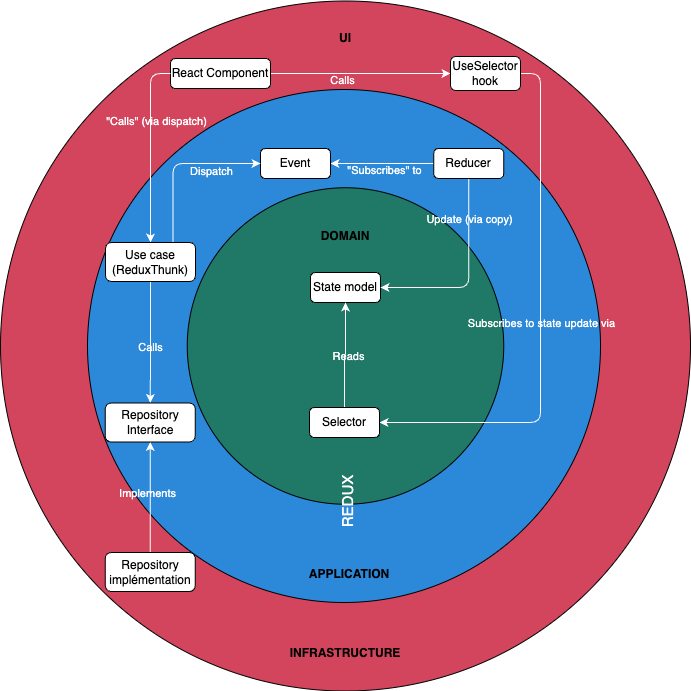 UI
React Component
Calls
UseSelector
hook
"Calls" (via dispatch)
Dispatch
Event
"Subscribes" to
Reducer
Update (via copy)
DOMAIN
Use case
(ReduxThunk)
State model
Subscribes to state update via
Calls
Reads
Repository
Interface
Selector
REDUX
Implements
Repository
implémentation
APPLICATION
INFRASTRUCTURE